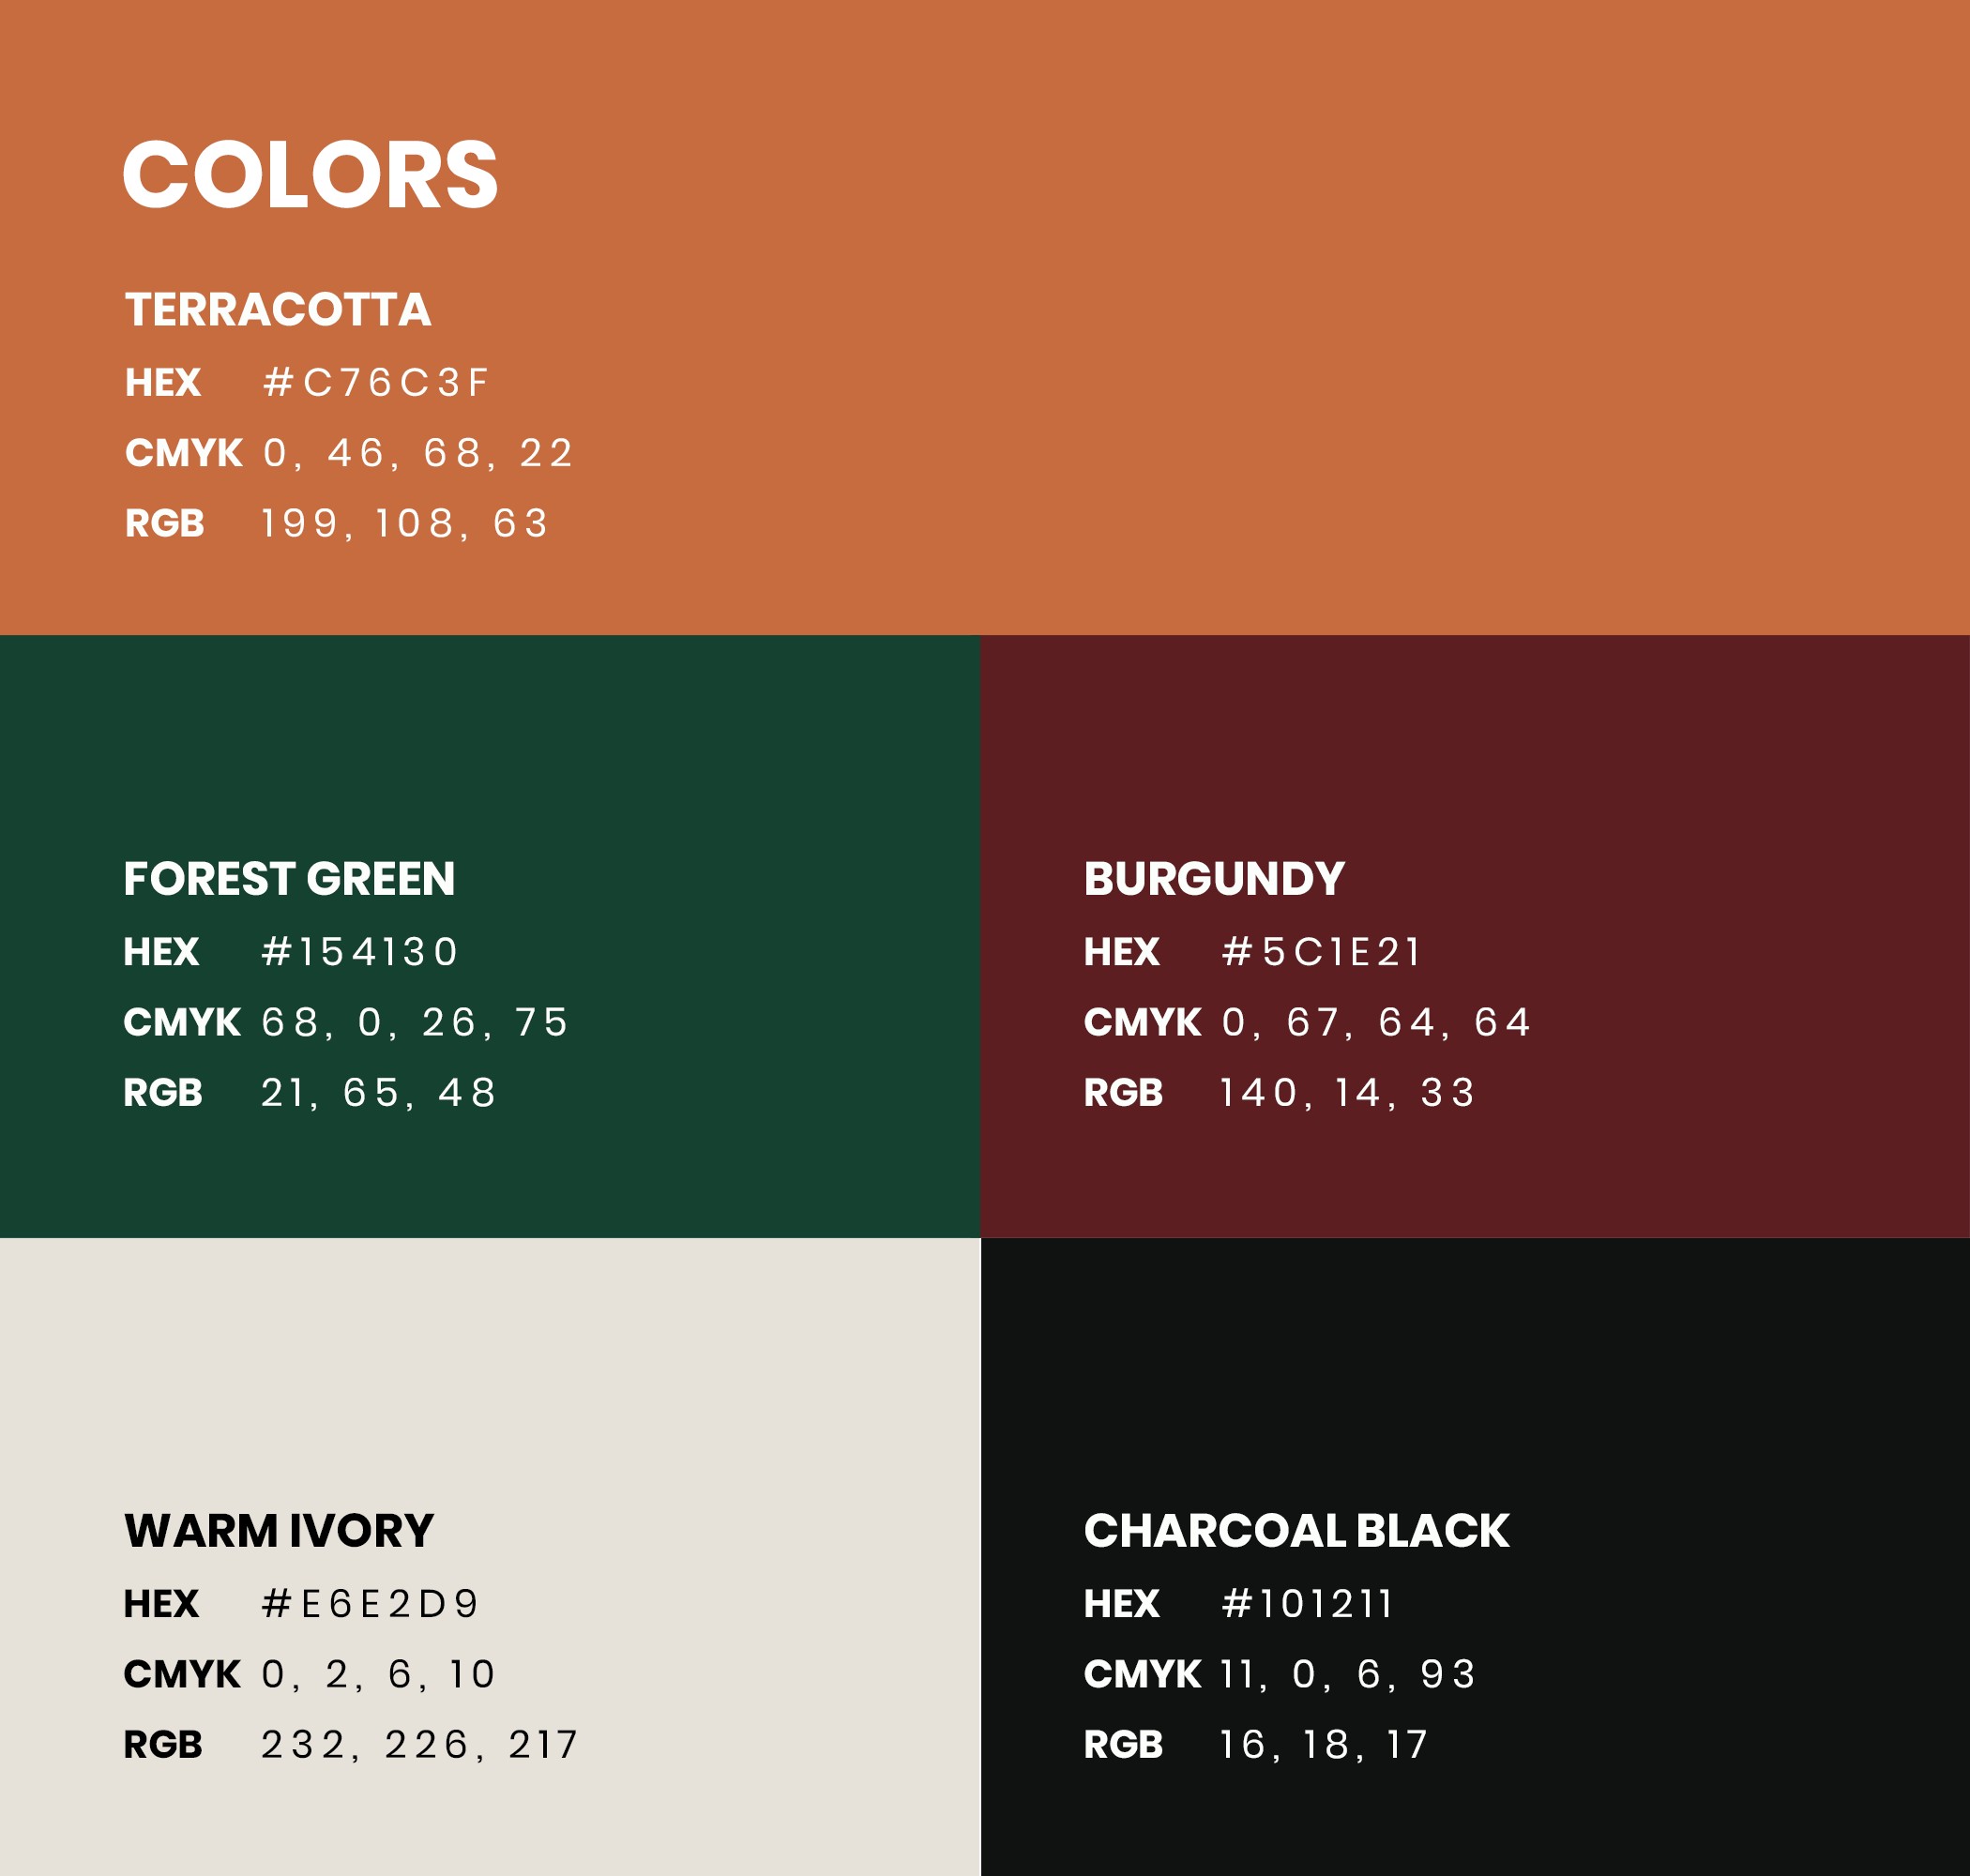 COLORS
TERRACOTTA
HEX #C76C3F
CMYK 0, 46, 68, 22
RGB 199, 108, 63
FOREST GREEN
HEX #154130
CMYK 68, 0, 26, 75
RGB 21, 65, 48
BURGUNDY
HEX #5C1E21
CMYK 0, 67, 64, 64
RGB 140, 14, 33
WARM IVORY
HEX #E6E2D9
CMYK 0, 2, 6, 10
RGB 232, 226, 217
CHARCOAL BLACK
HEX #101211
CMYK 11, 0, 6, 93
RGB 16, 18, 17